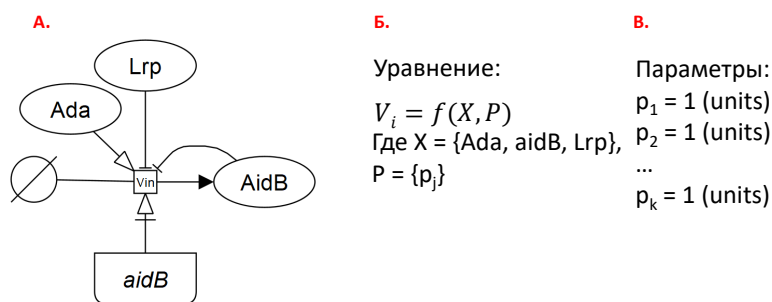 А.
Lrp
Ada
Vin
AidB
aidB
Б.
Уравнение:
V_i = f(X, P)
Где X = {Ada, aidB, Lrp},
P = {p_j}
В.
Параметры:
p_1 = 1 (units)
p_2 = 1 (units)
...
p_k = 1 (units)